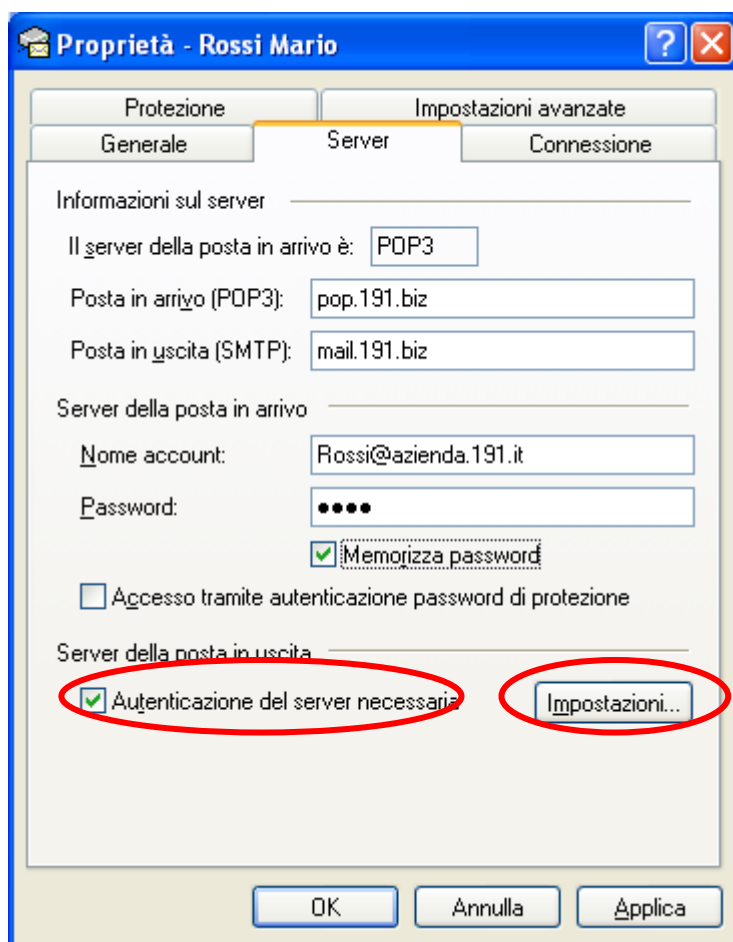 Proprietà - Rossi Mario
Protezione Impostazioni avanzate
Generale Server Connessione
Informazioni sul server
Il server della posta in arrivo è: POP3
Posta in arrivo (POP3): pop.191.biz
Posta in uscita (SMTP): mail.191.biz
Server della posta in arrivo
Nome account: Rossi@azienda.191.it
Password: ●●●●
Memorizza password
Accesso tramite autenticazione password di protezione
Server della posta in uscita
Autenticazione del server necessaria Impostazioni...
OK Annulla Applica